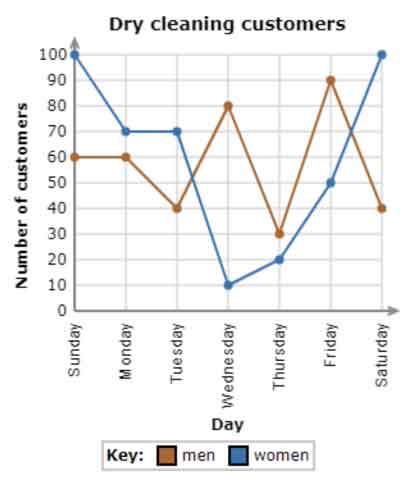 Dry cleaning customers
Number of customers
100
90
80
70
60
50
40
30
20
10
0
Sunday
Monday
Tuesday
Wednesday
Thursday
Friday
Saturday
Day
Key: men women